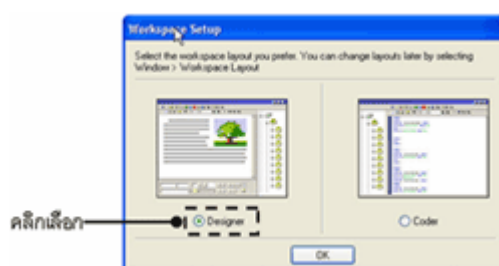 Workspace Setup
Select the workspace layout you prefer. You can change layouts later by selecting
Window > Workspace Layout
คลิกเลือก
Designer
Coder
OK